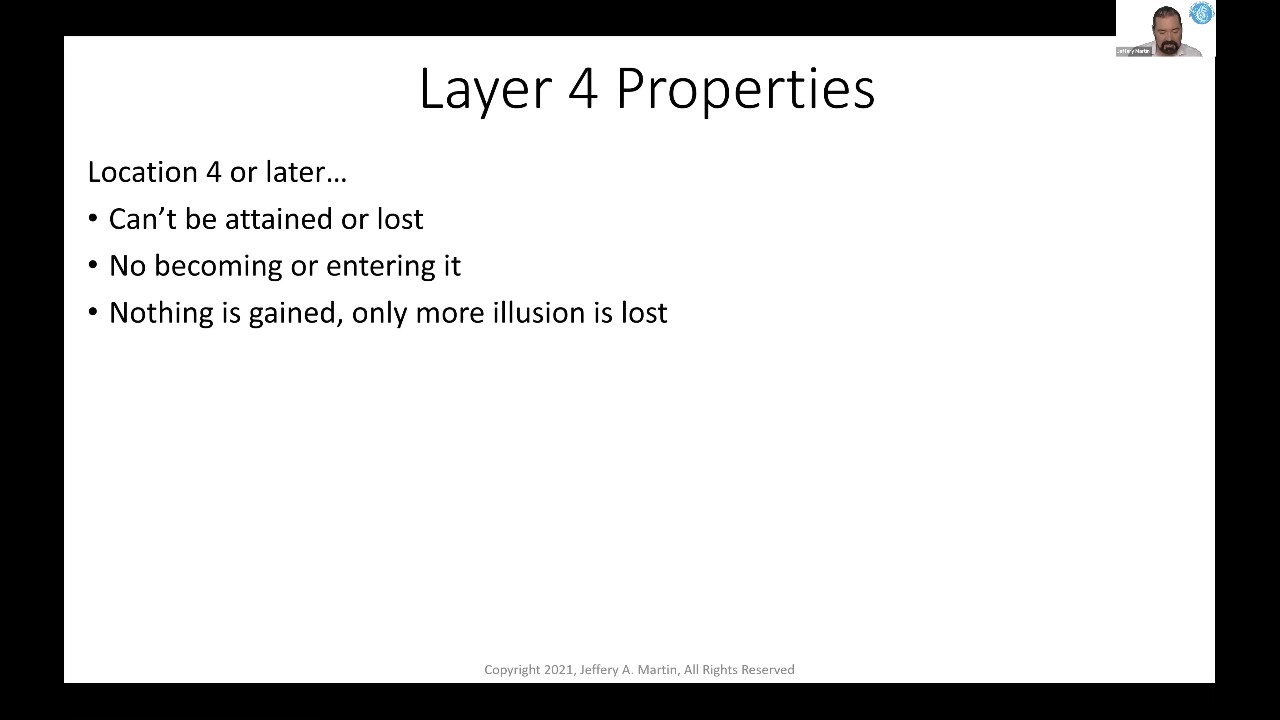 Jeffery Martin
Layer 4 Properties
Location 4 or later…
• Can’t be attained or lost
• No becoming or entering it
• Nothing is gained, only more illusion is lost
Copyright 2021, Jeffery A. Martin, All Rights Reserved